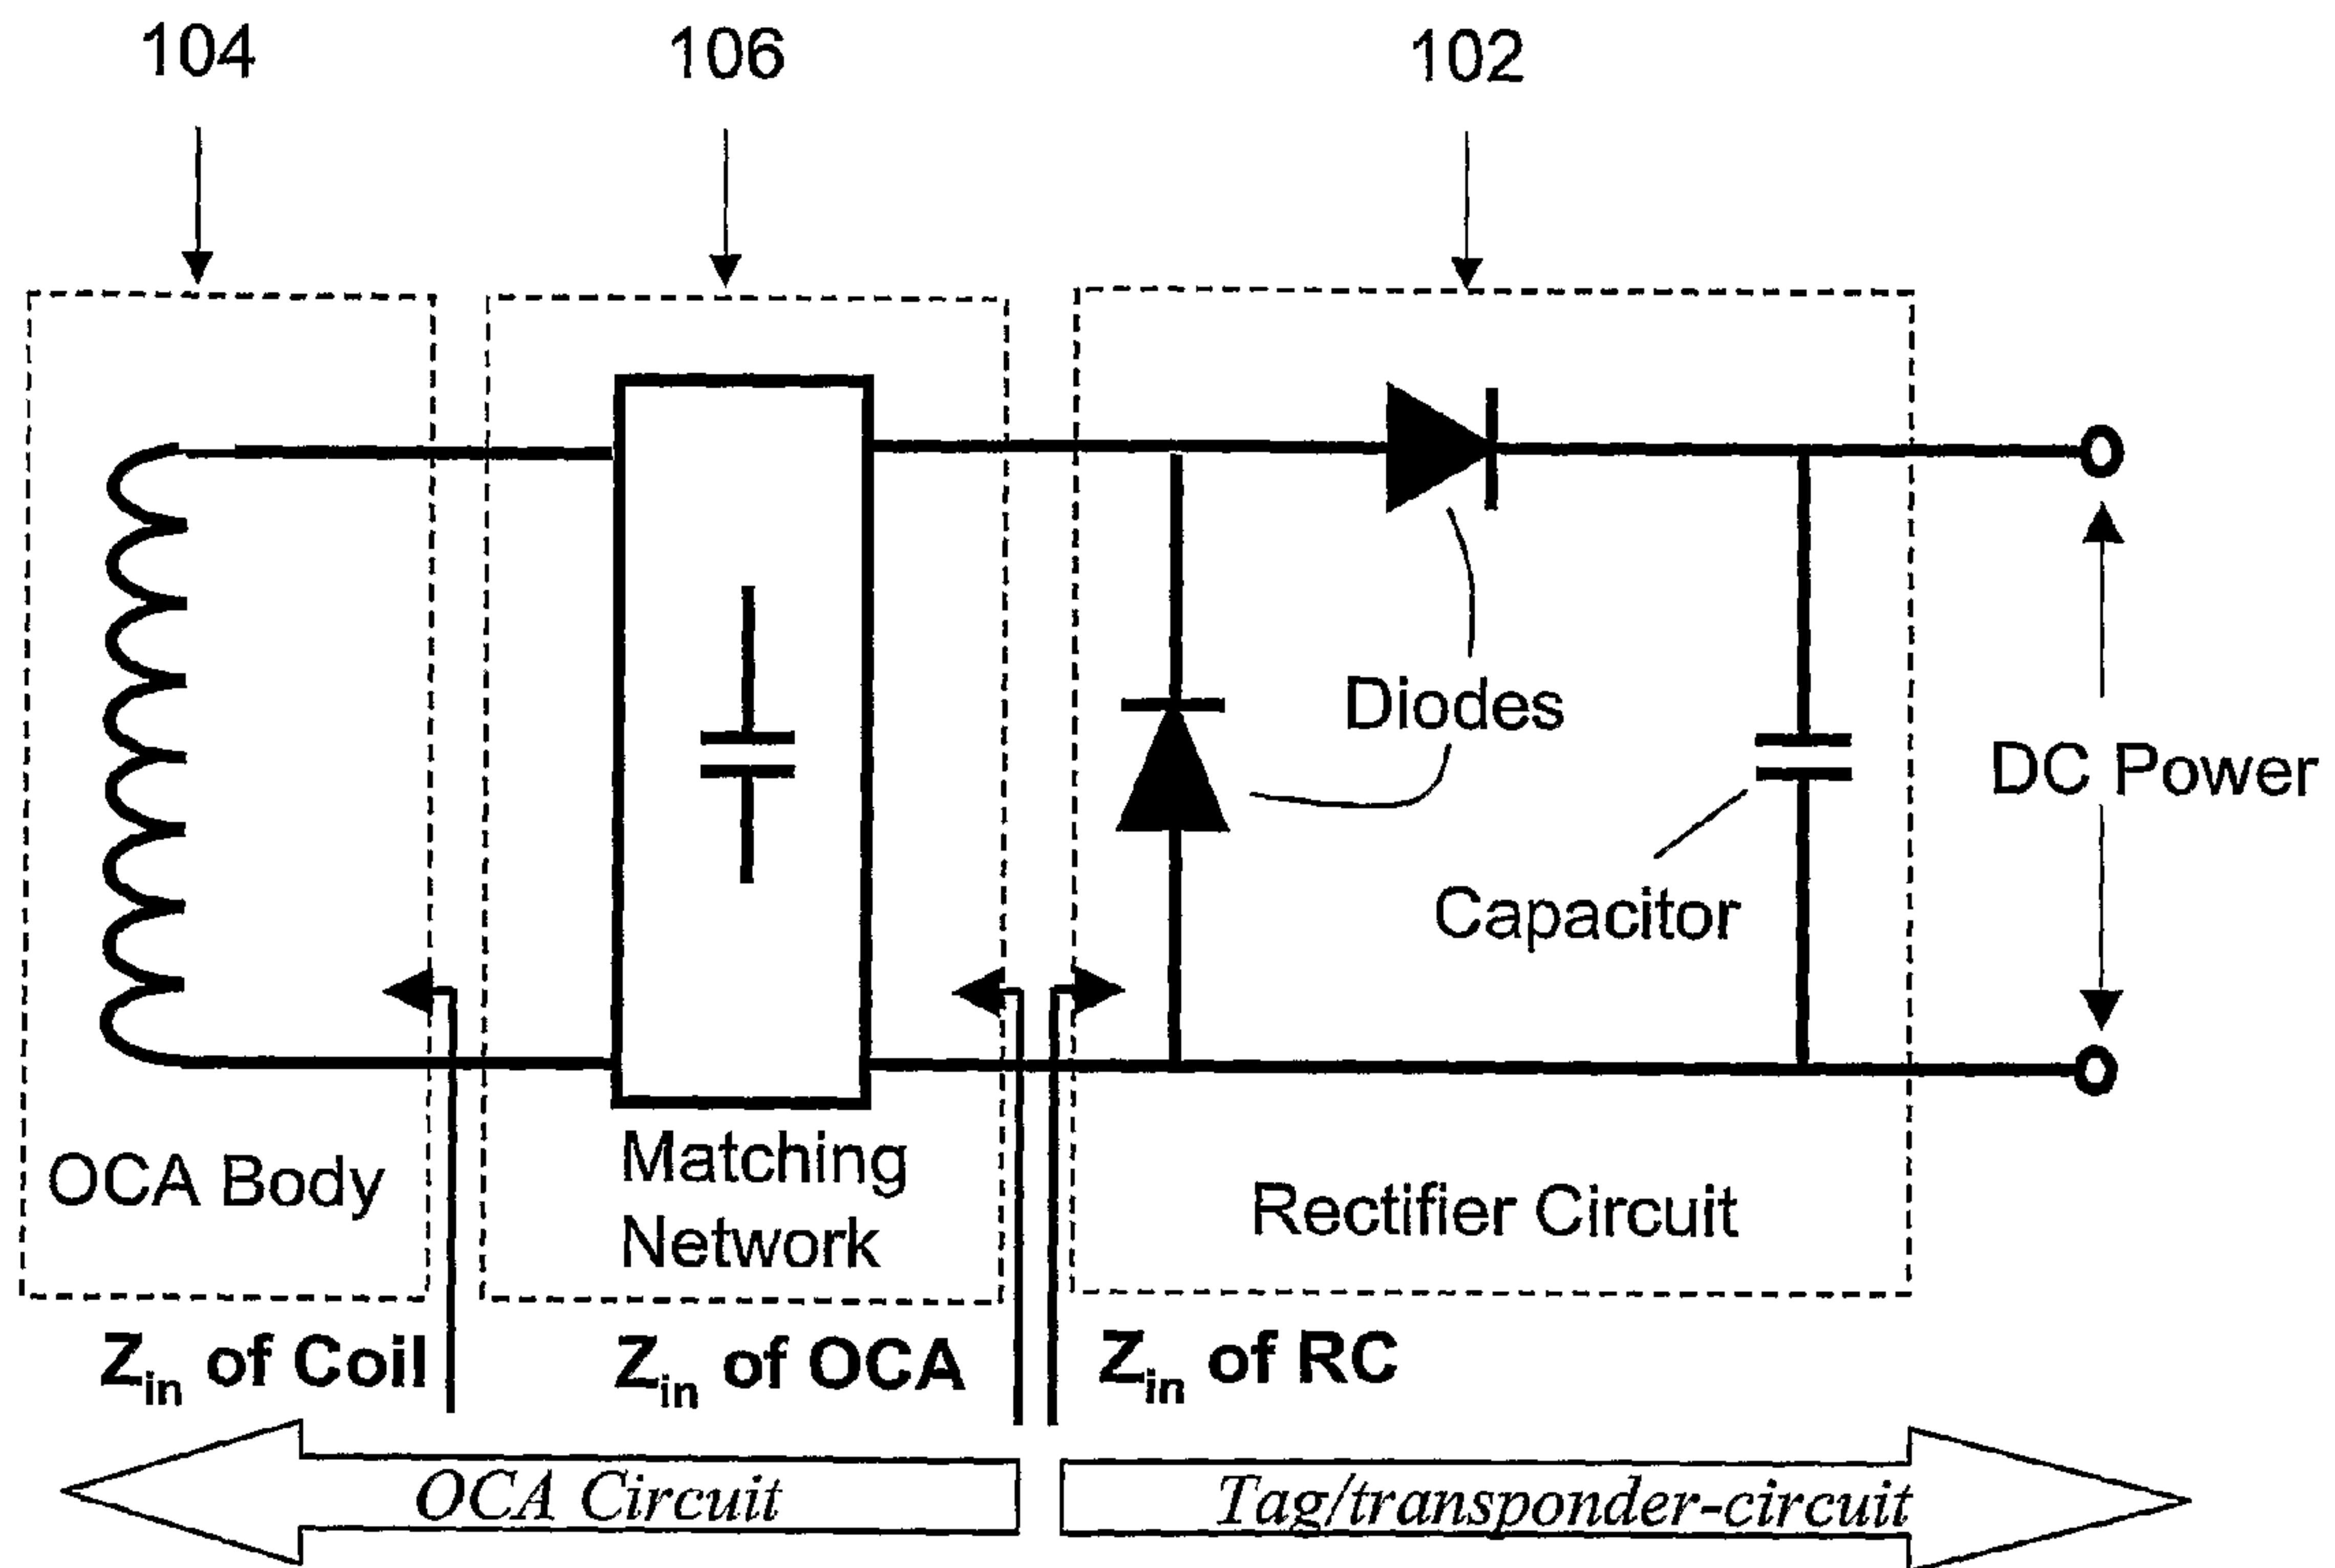 104
106
102
Diodes
DC Power
Capacitor
OCA Body
Matching
Network
Rectifier Circuit
Zin of Coil
Zin of OCA
Zin of RC
OCA Circuit
Tag/transponder-circuit